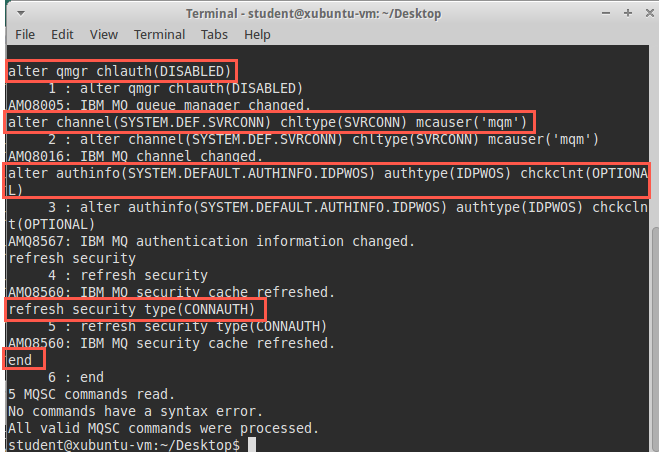 Terminal - student@xubuntu-vm: ~/Desktop
File Edit View Terminal Tabs Help
alter qmgr chlauth(DISABLED)
1 : alter qmgr chlauth(DISABLED)
AMQ8005: IBM MQ queue manager changed.
alter channel(SYSTEM.DEF.SVRCONN) chltype(SVRCONN) mcauser('mqm')
2 : alter channel(SYSTEM.DEF.SVRCONN) chltype(SVRCONN) mcauser('mqm')
AMQ8016: IBM MQ channel changed.
alter authinfo(SYSTEM.DEFAULT.AUTHINFO.IDPWOS) authtype(IDPWOS) chckclnt(OPTIONA
L)
3 : alter authinfo(SYSTEM.DEFAULT.AUTHINFO.IDPWOS) authtype(IDPWOS) chckcln
t(OPTIONAL)
AMQ8567: IBM MQ authentication information changed.
refresh security
4 : refresh security
AMQ8560: IBM MQ security cache refreshed.
refresh security type(CONNAUTH)
5 : refresh security type(CONNAUTH)
AMQ8560: IBM MQ security cache refreshed.
end
6 : end
5 MQSC commands read.
No commands have a syntax error.
All valid MQSC commands were processed.
student@xubuntu-vm:~/Desktop$